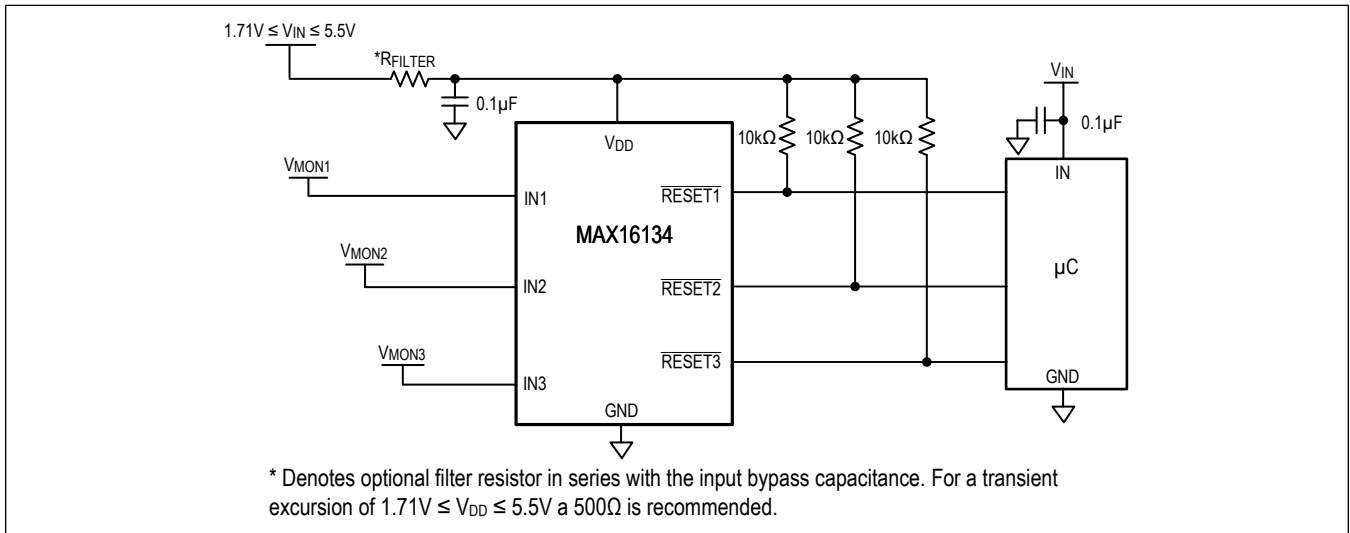 1.71V ≤ VIN ≤ 5.5V
*RFILTER
0.1µF
VIN
0.1µF
10kΩ 10kΩ 10kΩ
VDD
IN
VMON1
IN1
RESET1
MAX16134
µC
VMON2
IN2
RESET2
VMON3
IN3
RESET3
GND
GND
* Denotes optional filter resistor in series with the input bypass capacitance. For a transient
excursion of 1.71V ≤ VDD ≤ 5.5V a 500Ω is recommended.